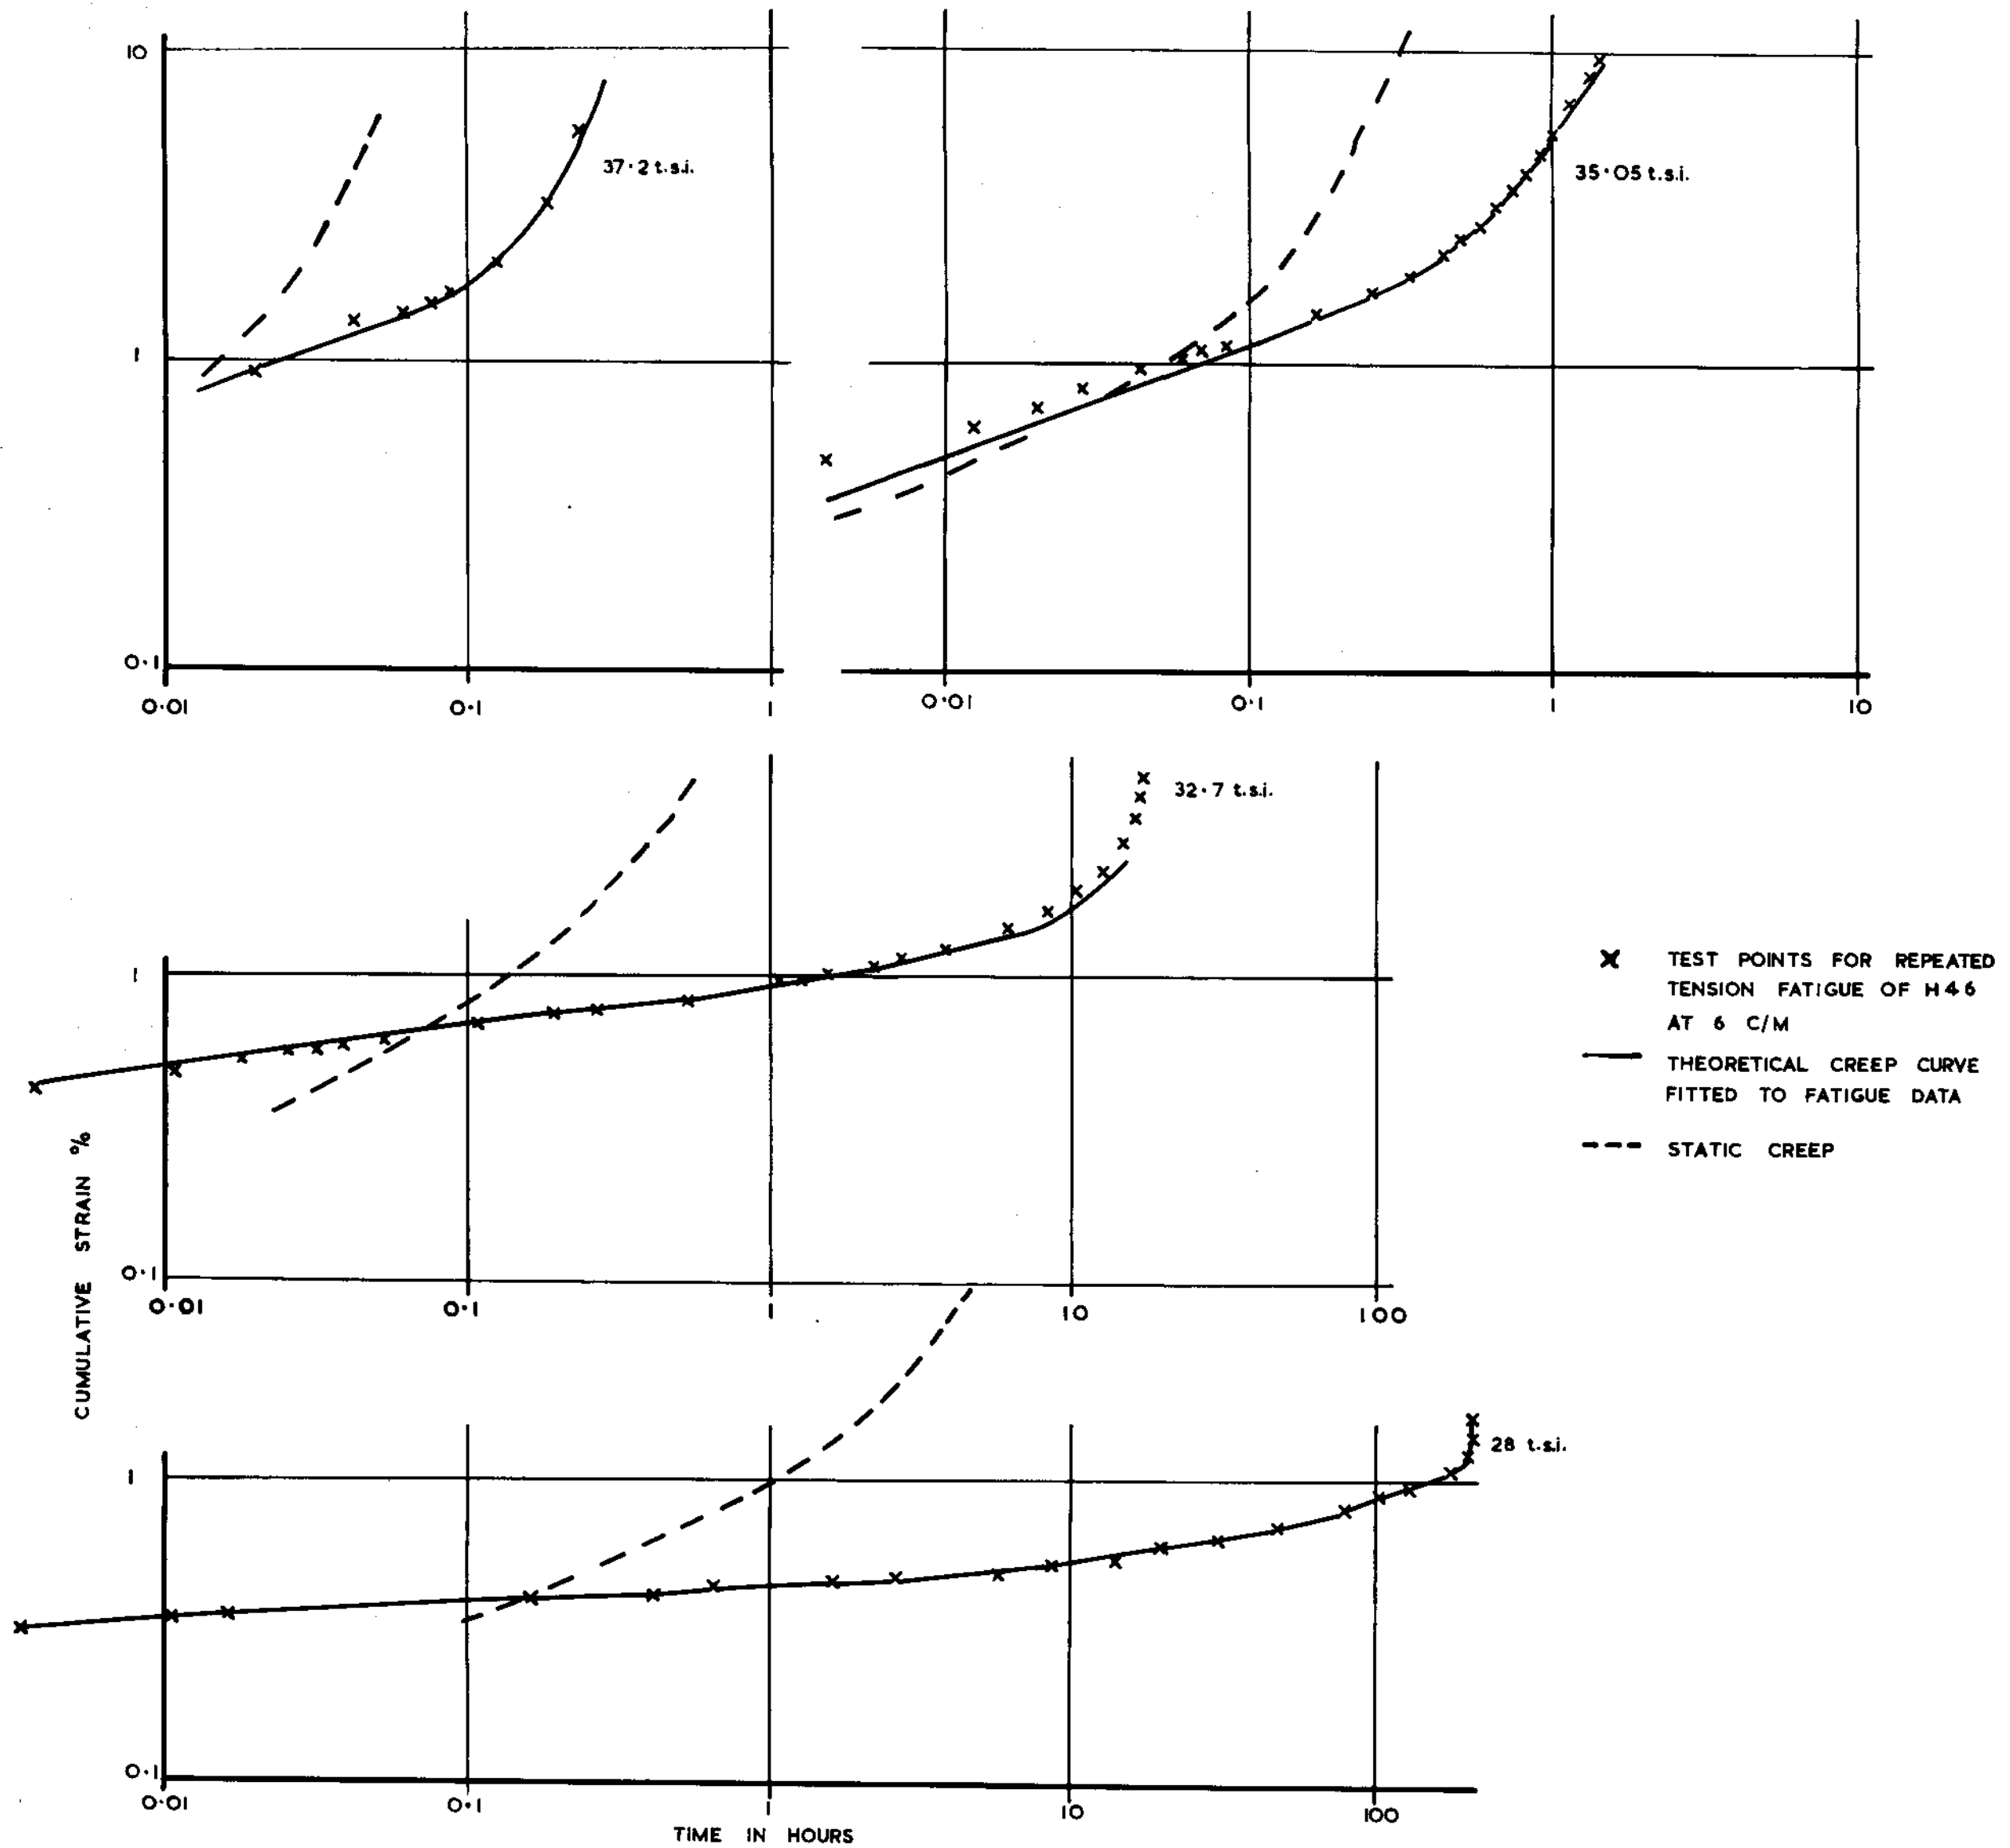 10
37·2 t.s.i.
35·05 t.s.i.
1
0·1
0·01 0·1 1
0·01 0·1 1 10
32·7 t.s.i.
1
0·1
0·01 0·1 1 10 100
CUMULATIVE STRAIN %
TEST POINTS FOR REPEATED
TENSION FATIGUE OF H46
AT 6 C/M
THEORETICAL CREEP CURVE
FITTED TO FATIGUE DATA
STATIC CREEP
28 t.s.i.
1
0·1
0·01 0·1 1 10 100
TIME IN HOURS